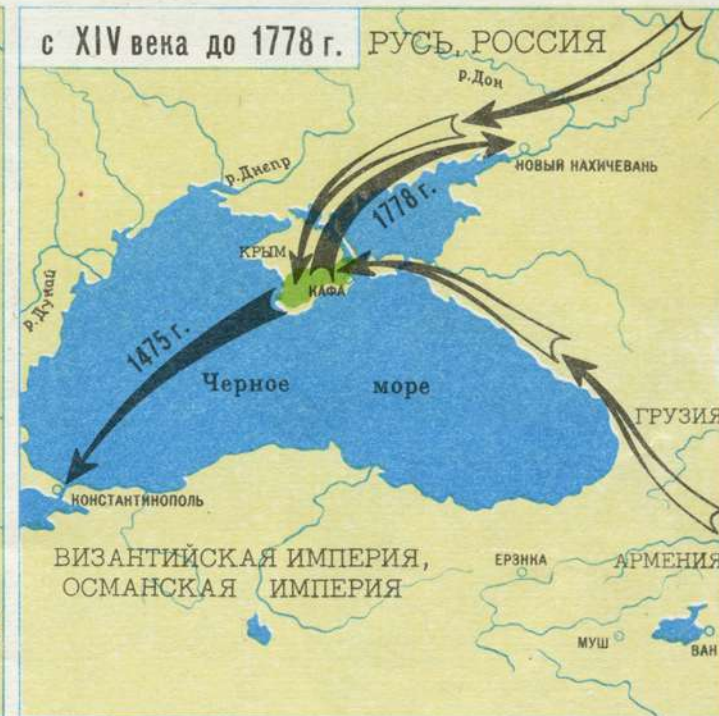 с XIV века до 1778 г.
РУСЬ, РОССИЯ
р.Дон
НОВЫЙ НАХИЧЕВАНЬ
р.Днепр
1778 г.
КРЫМ
КАФА
р.Дунай
1475 г.
Черное море
ГРУЗИЯ
КОНСТАНТИНОПОЛЬ
ВИЗАНТИЙСКАЯ ИМПЕРИЯ,
ОСМАНСКАЯ ИМПЕРИЯ
ЕРЗНКА
АРМЕНИЯ
МУШ
ВАН